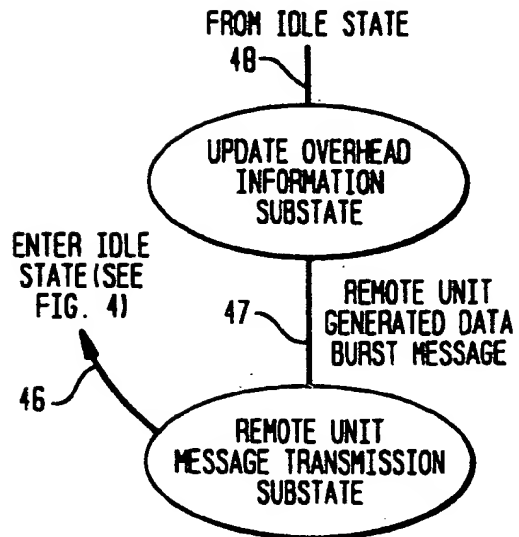 FROM IDLE STATE
48
UPDATE OVERHEAD
INFORMATION
SUBSTATE
ENTER IDLE
STATE (SEE
FIG. 4)
47
REMOTE UNIT
GENERATED DATA
BURST MESSAGE
46
REMOTE UNIT
MESSAGE TRANSMISSION
SUBSTATE